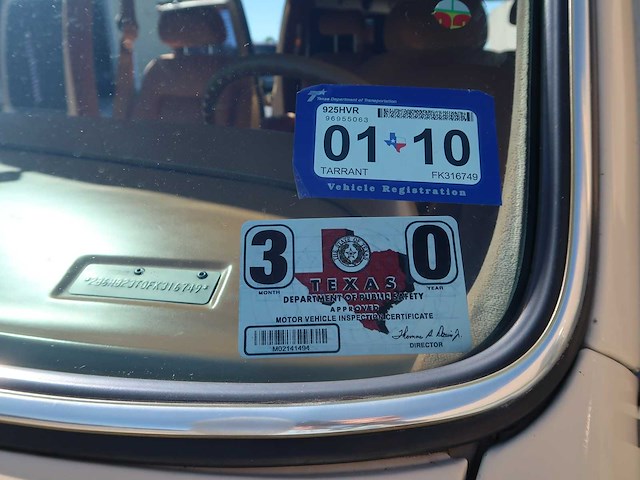 Texas Department of Transportation
925HVR
96955063
01 10
TARRANT FK316749
Vehicle Registration
3 0
MONTH YEAR
TEXAS
DEPARTMENT OF PUBLIC SAFETY
APPROVED
MOTOR VEHICLE INSPECTION CERTIFICATE
M02141494
DIRECTOR